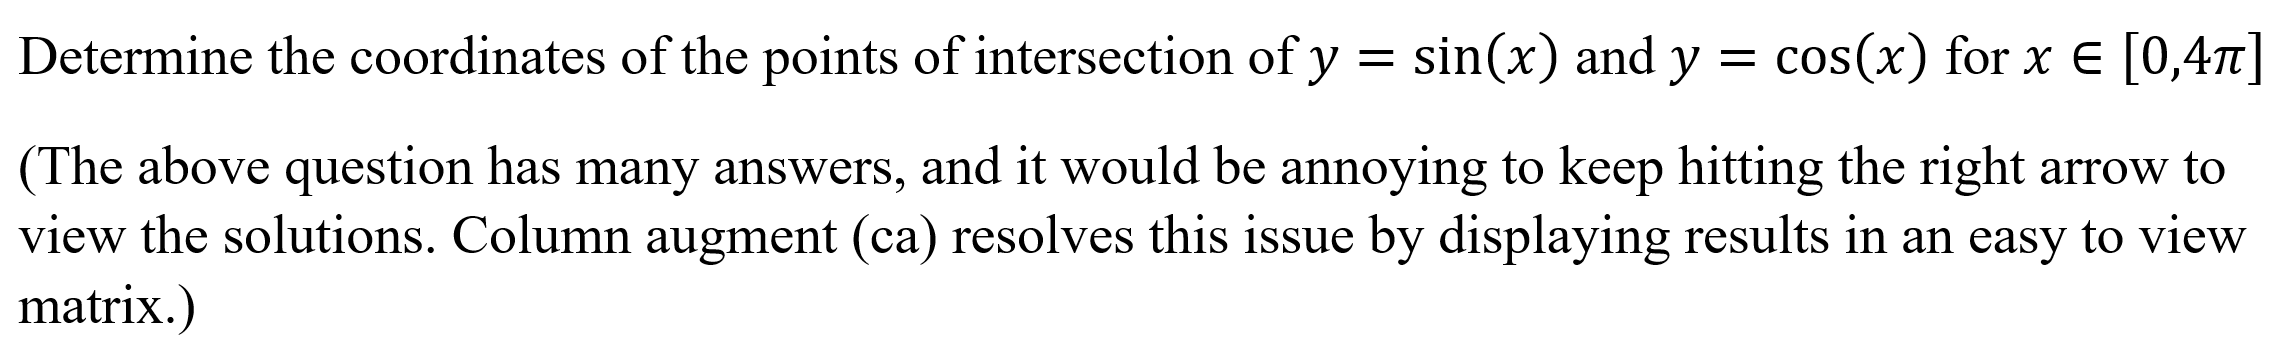 Determine the coordinates of the points of intersection of y = sin(x) and y = cos(x) for x ∈ [0,4π]
(The above question has many answers, and it would be annoying to keep hitting the right arrow to
view the solutions. Column augment (ca) resolves this issue by displaying results in an easy to view
matrix.)